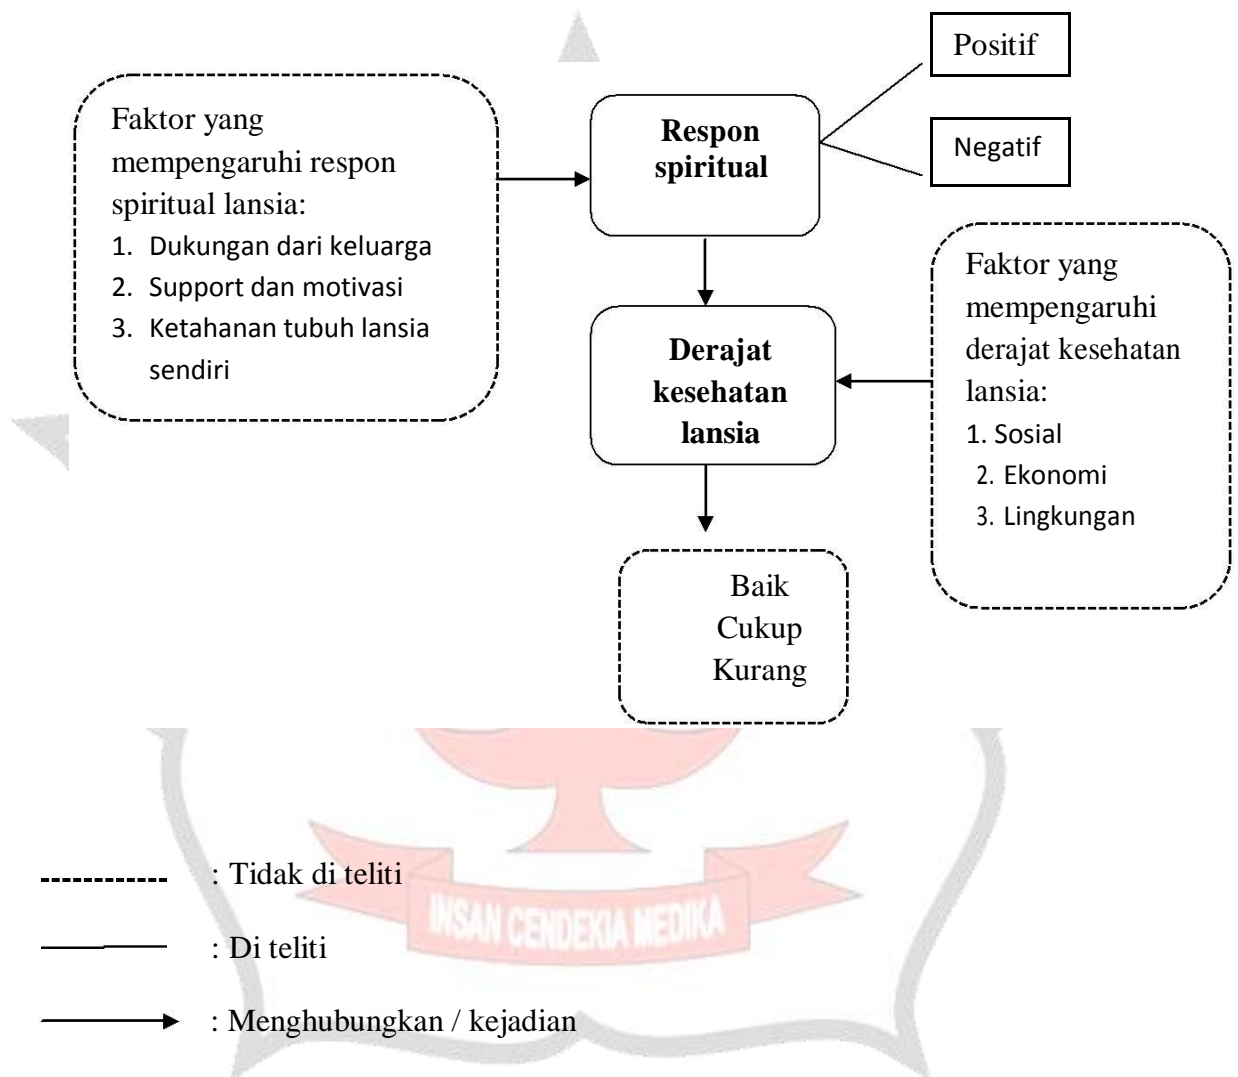 Positif
Faktor yang
mempengaruhi respon
spiritual lansia:
1. Dukungan dari keluarga
2. Support dan motivasi
3. Ketahanan tubuh lansia
sendiri
Respon
spiritual
Negatif
Derajat
kesehatan
lansia
Faktor yang
mempengaruhi
derajat kesehatan
lansia:
1. Sosial
2. Ekonomi
3. Lingkungan
Baik
Cukup
Kurang
: Tidak di teliti
INSAN CENDEKIA MEDIKA
: Di teliti
: Menghubungkan / kejadian